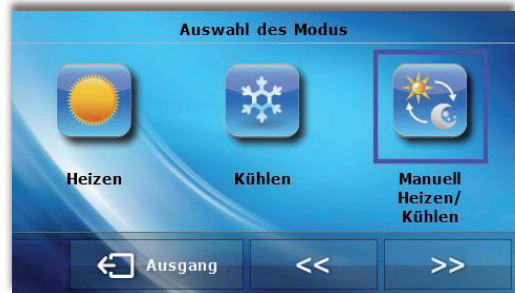 Auswahl des Modus
Heizen
Kühlen
Manuell
Heizen/
Kühlen
Ausgang
<<
>>